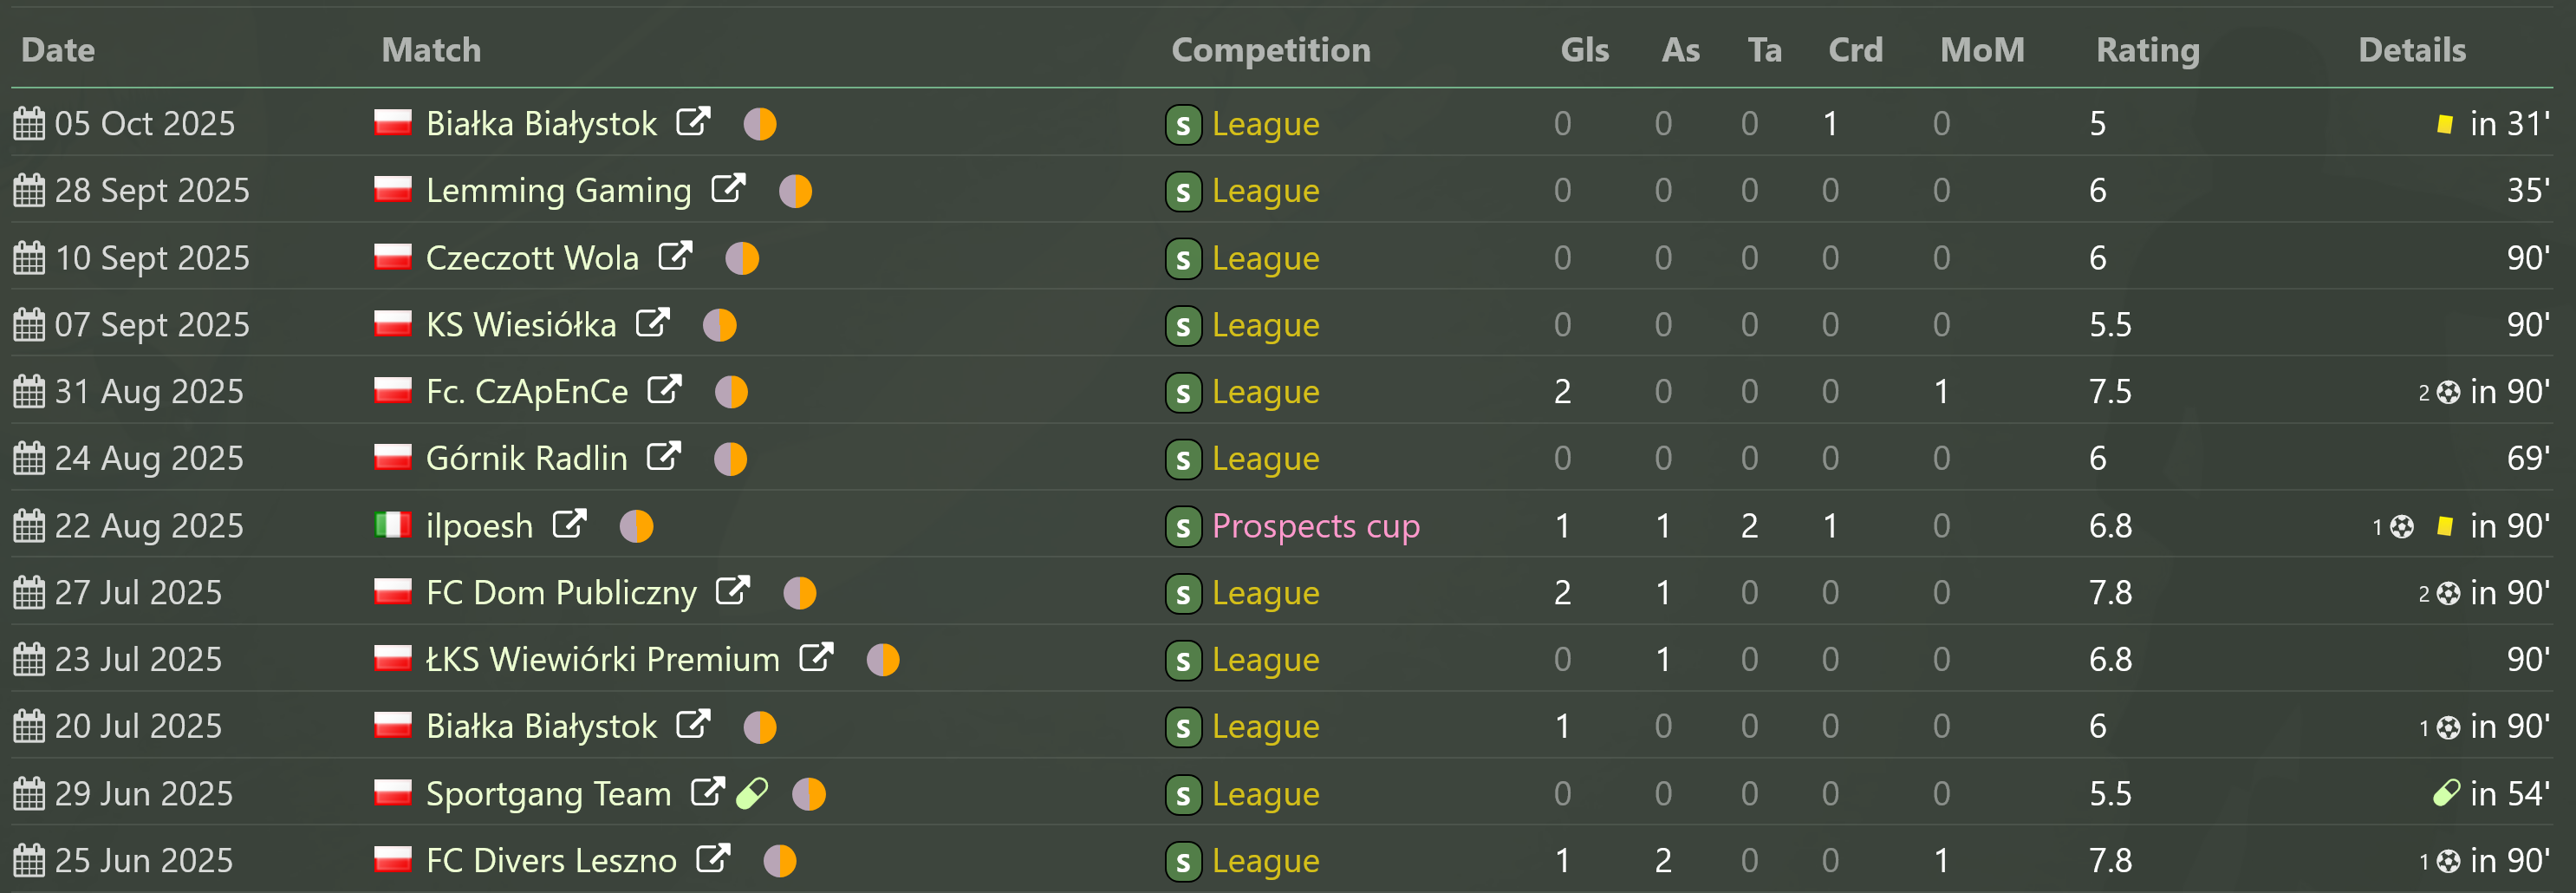 Date Match Competition Gls As Ta Crd MoM Rating Details
05 Oct 2025 Białka Białystok s League 0 0 0 1 0 5 in 31'
28 Sept 2025 Lemming Gaming s League 0 0 0 0 0 6 35'
10 Sept 2025 Czeczott Wola s League 0 0 0 0 0 6 90'
07 Sept 2025 KS Wiesiółka s League 0 0 0 0 0 5.5 90'
31 Aug 2025 Fc. CzApEnCe s League 2 0 0 0 1 7.5 2 in 90'
24 Aug 2025 Górnik Radlin s League 0 0 0 0 0 6 69'
22 Aug 2025 ilpoesh s Prospects cup 1 1 2 1 0 6.8 1 in 90'
27 Jul 2025 FC Dom Publiczny s League 2 1 0 0 0 7.8 2 in 90'
23 Jul 2025 ŁKS Wiewiórki Premium s League 0 1 0 0 0 6.8 90'
20 Jul 2025 Białka Białystok s League 1 0 0 0 0 6 1 in 90'
29 Jun 2025 Sportgang Team s League 0 0 0 0 0 5.5 in 54'
25 Jun 2025 FC Divers Leszno s League 1 2 0 0 1 7.8 1 in 90'